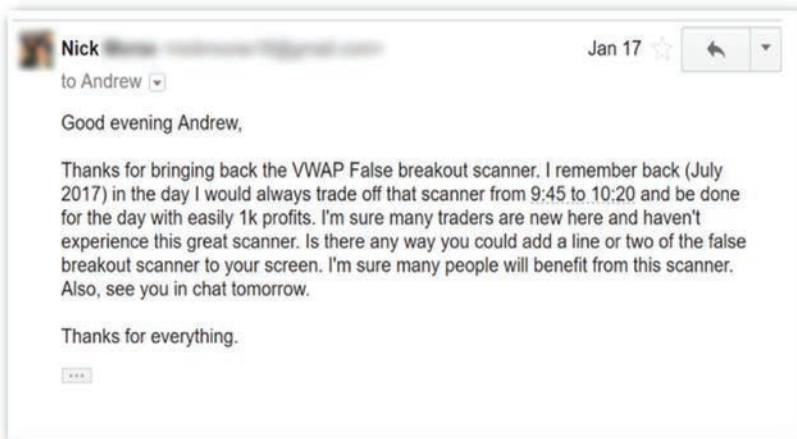 Nick
Jan 17
to Andrew
Good evening Andrew,
Thanks for bringing back the VWAP False breakout scanner. I remember back (July
2017) in the day I would always trade off that scanner from 9:45 to 10:20 and be done
for the day with easily 1k profits. I'm sure many traders are new here and haven't
experience this great scanner. Is there any way you could add a line or two of the false
breakout scanner to your screen. I'm sure many people will benefit from this scanner.
Also, see you in chat tomorrow.
Thanks for everything.